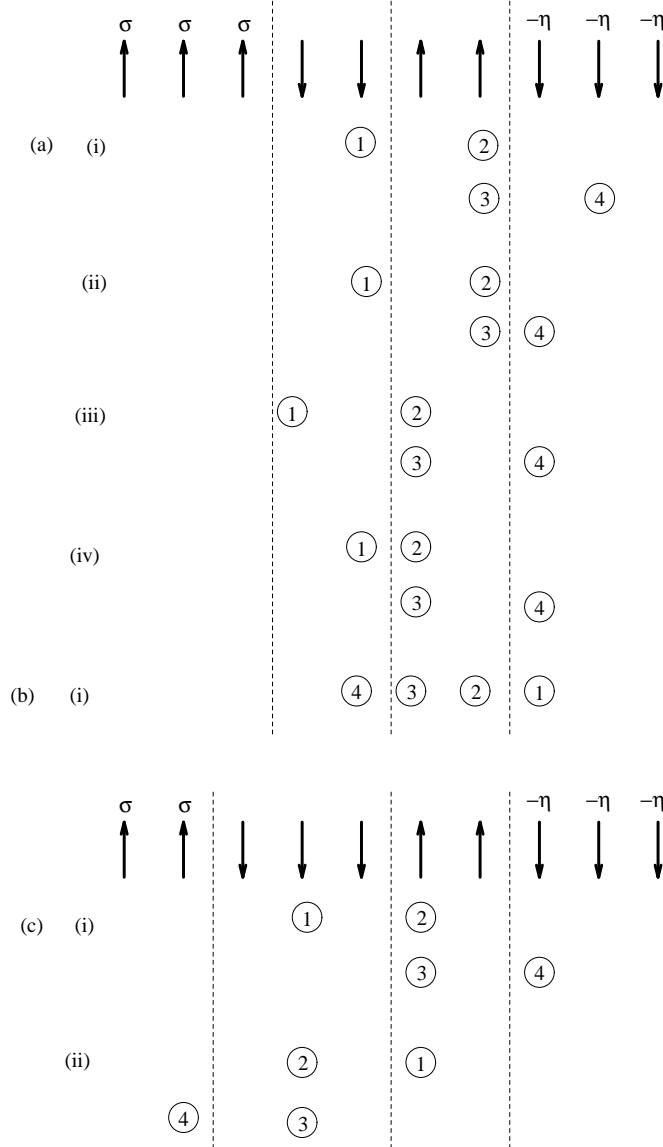 σ σ σ −η −η −η
(a) (i) 1 2
3 4
(ii) 1 2
3 4
(iii) 1 2
3 4
(iv) 1 2
3 4
(b) (i) 4 3 2 1
σ σ −η −η −η
(c) (i) 1 2
3 4
(ii) 2 1
4 3